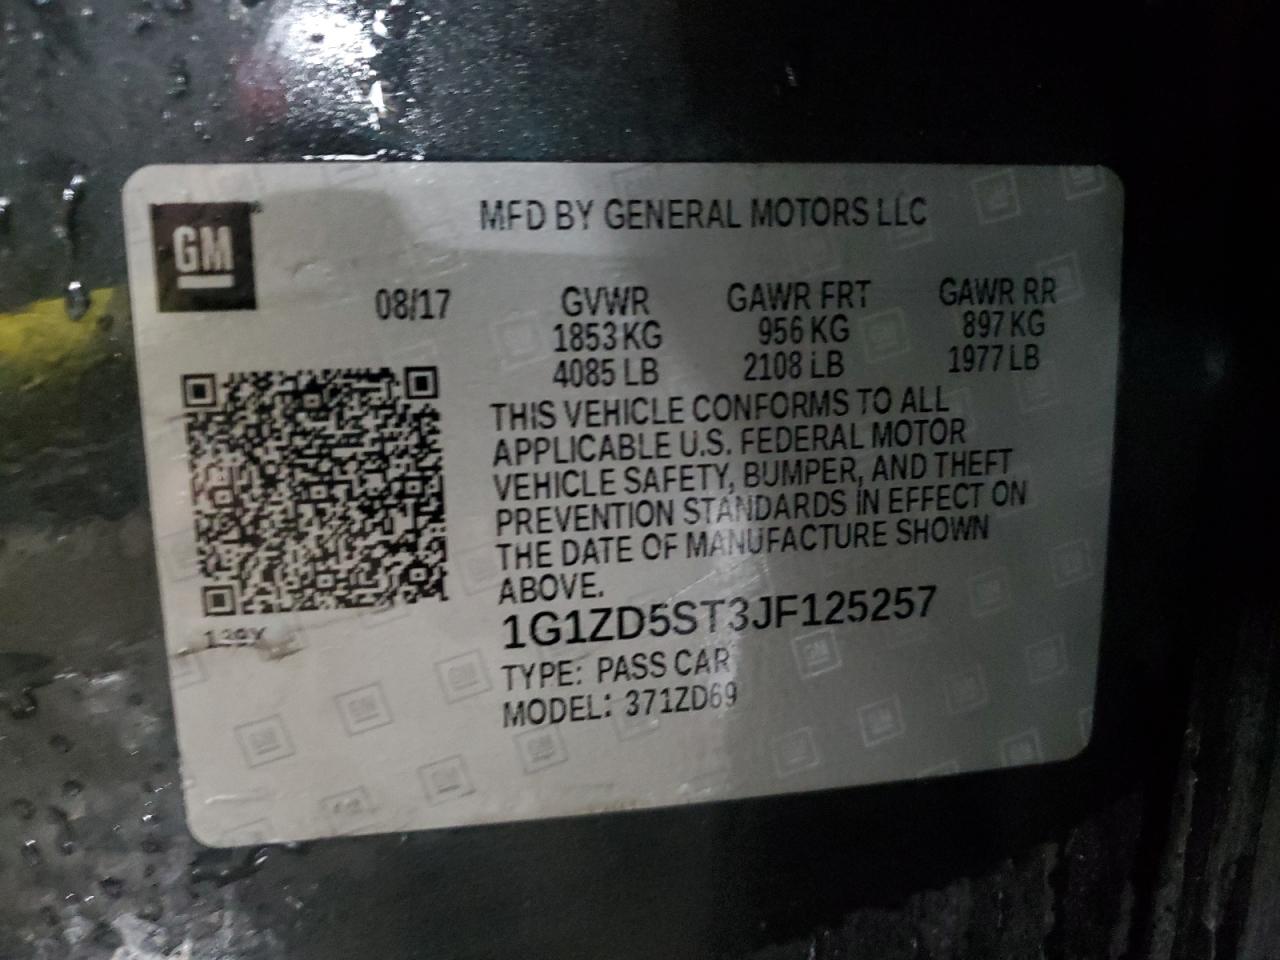 GM
MFD BY GENERAL MOTORS LLC
08/17 GVWR GAWR FRT GAWR RR
1853 KG 956 KG 897 KG
4085 LB 2108 LB 1977 LB
THIS VEHICLE CONFORMS TO ALL
APPLICABLE U.S. FEDERAL MOTOR
VEHICLE SAFETY, BUMPER, AND THEFT
PREVENTION STANDARDS IN EFFECT ON
THE DATE OF MANUFACTURE SHOWN
ABOVE.
1G1ZD5ST3JF125257
TYPE: PASS CAR
MODEL: 371ZD69